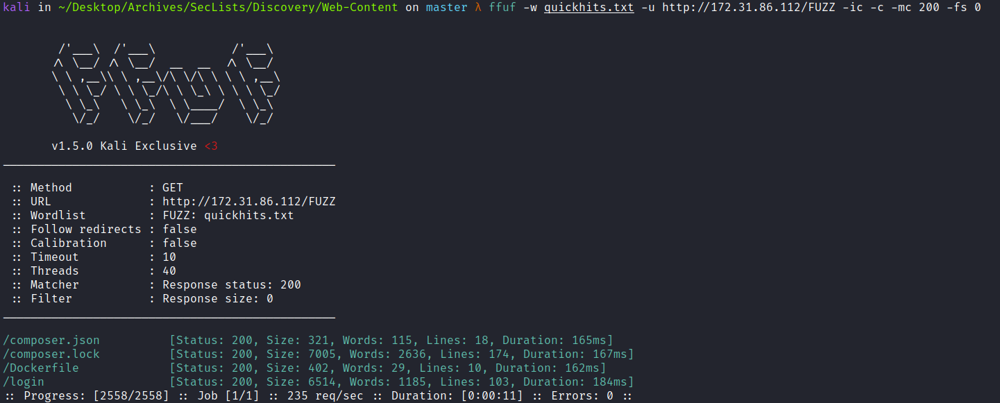 kali in ~/Desktop/Archives/SecLists/Discovery/Web-Content on master λ ffuf -w quickhits.txt -u http://172.31.86.112/FUZZ -ic -c -mc 200 -fs 0
        /'___\  /'___\           /'___\
       /\ \__/ /\ \__/  __  __  /\ \__/
       \ \ ,__\\ \ ,__\/\ \/\ \ \ \ ,__\
        \ \ \_/ \ \ \_/\ \ \_\ \ \ \ \_/
         \ \_\   \ \_\  \ \____/  \ \_\
          \/_/    \/_/   \/___/    \/_/
v1.5.0 Kali Exclusive <3
________________________________________________
:: Method           : GET
:: URL              : http://172.31.86.112/FUZZ
:: Wordlist         : FUZZ: quickhits.txt
:: Follow redirects : false
:: Calibration      : false
:: Timeout          : 10
:: Threads          : 40
:: Matcher          : Response status: 200
:: Filter           : Response size: 0
________________________________________________
/composer.json          [Status: 200, Size: 321, Words: 115, Lines: 18, Duration: 165ms]
/composer.lock          [Status: 200, Size: 7005, Words: 2636, Lines: 174, Duration: 167ms]
/Dockerfile             [Status: 200, Size: 402, Words: 29, Lines: 10, Duration: 162ms]
/login                  [Status: 200, Size: 6514, Words: 1185, Lines: 103, Duration: 184ms]
:: Progress: [2558/2558] :: Job [1/1] :: 235 req/sec :: Duration: [0:00:11] :: Errors: 0 ::